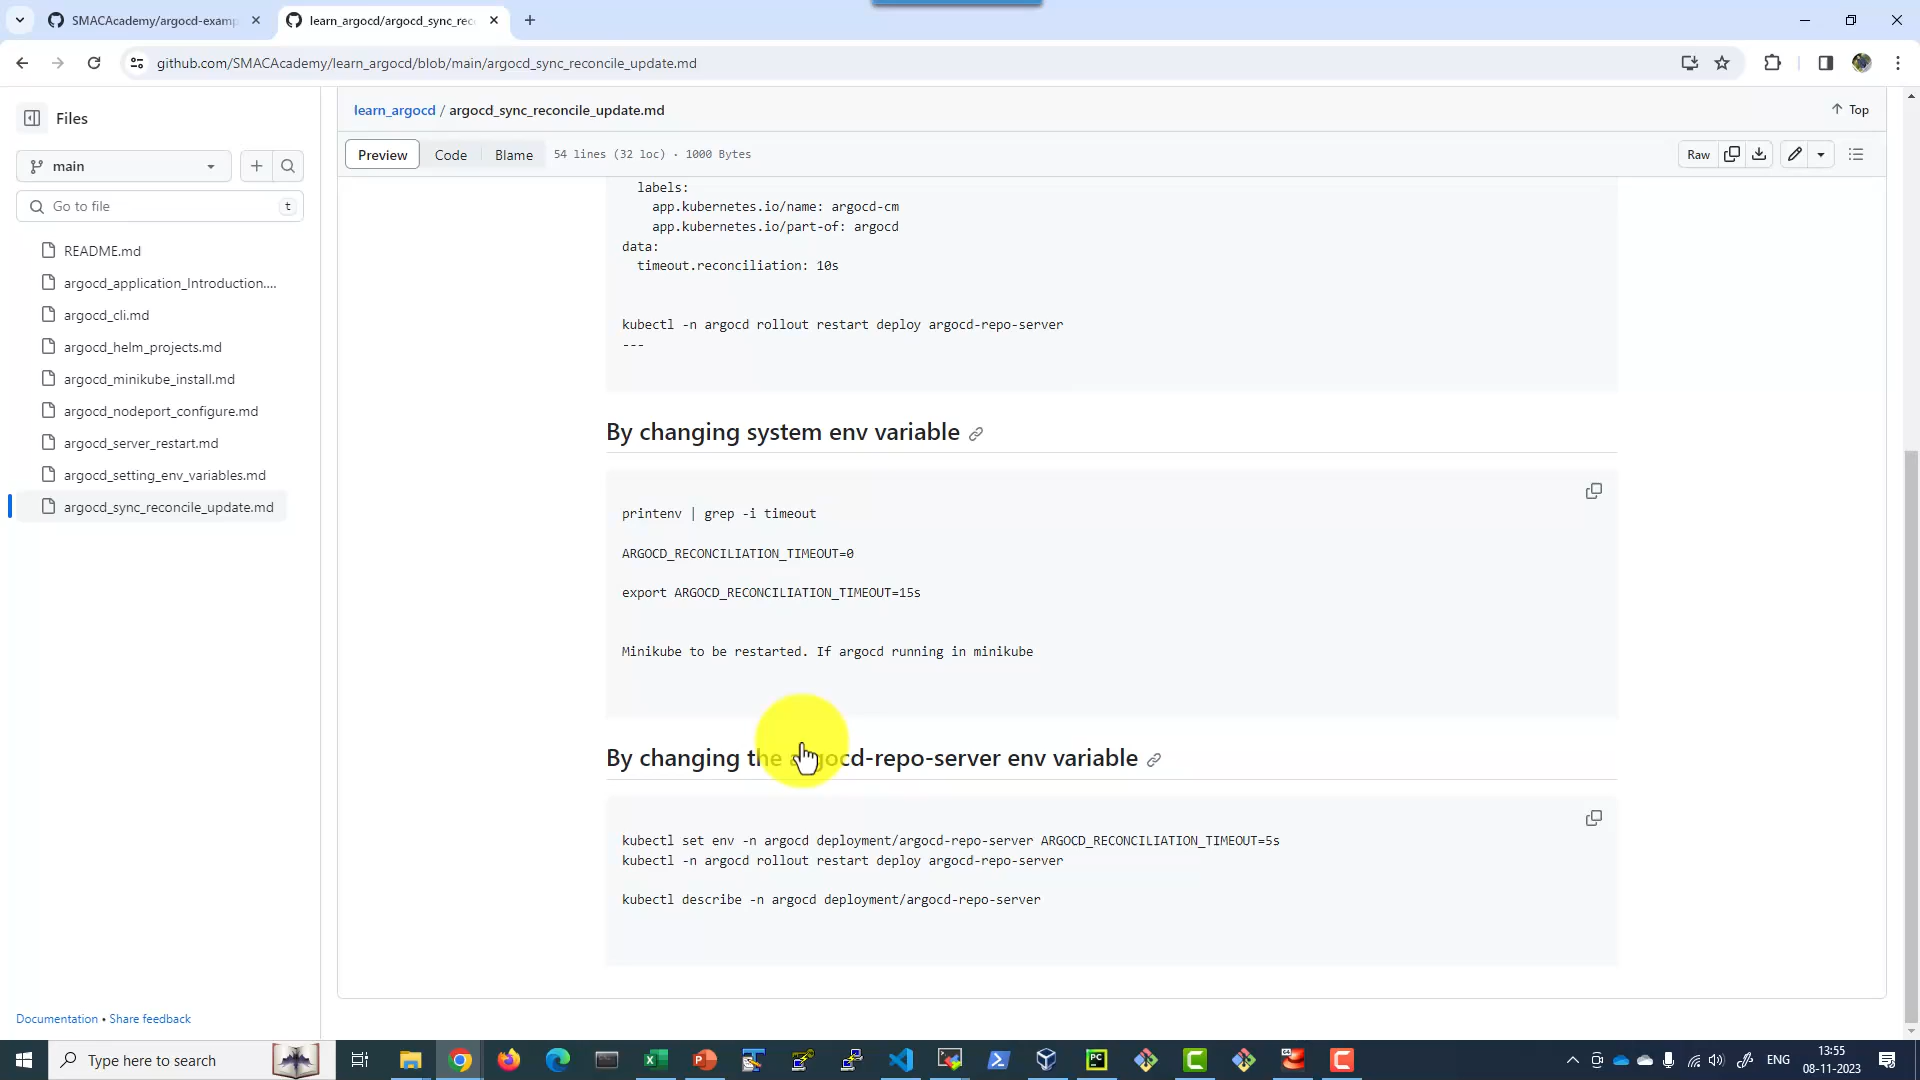 SMACAcademy/argocd-examp
learn_argocd/argocd_sync_rec
github.com/SMACAcademy/learn_argocd/blob/main/argocd_sync_reconcile_update.md
Files
main
Go to file
t
README.md
argocd_application_Introduction....
argocd_cli.md
argocd_helm_projects.md
argocd_minikube_install.md
argocd_nodeport_configure.md
argocd_server_restart.md
argocd_setting_env_variables.md
argocd_sync_reconcile_update.md
Documentation • Share feedback
learn_argocd / argocd_sync_reconcile_update.md
Top
Preview
Code
Blame
54 lines (32 loc) · 1000 Bytes
Raw
labels:
app.kubernetes.io/name: argocd-cm
app.kubernetes.io/part-of: argocd
data:
timeout.reconciliation: 10s
kubectl -n argocd rollout restart deploy argocd-repo-server
---
By changing system env variable
printenv | grep -i timeout
ARGOCD_RECONCILIATION_TIMEOUT=0
export ARGOCD_RECONCILIATION_TIMEOUT=15s
Minikube to be restarted. If argocd running in minikube
By changing the argocd-repo-server env variable
kubectl set env -n argocd deployment/argocd-repo-server ARGOCD_RECONCILIATION_TIMEOUT=5s
kubectl -n argocd rollout restart deploy argocd-repo-server
kubectl describe -n argocd deployment/argocd-repo-server
Type here to search
ENG
13:55
08-11-2023